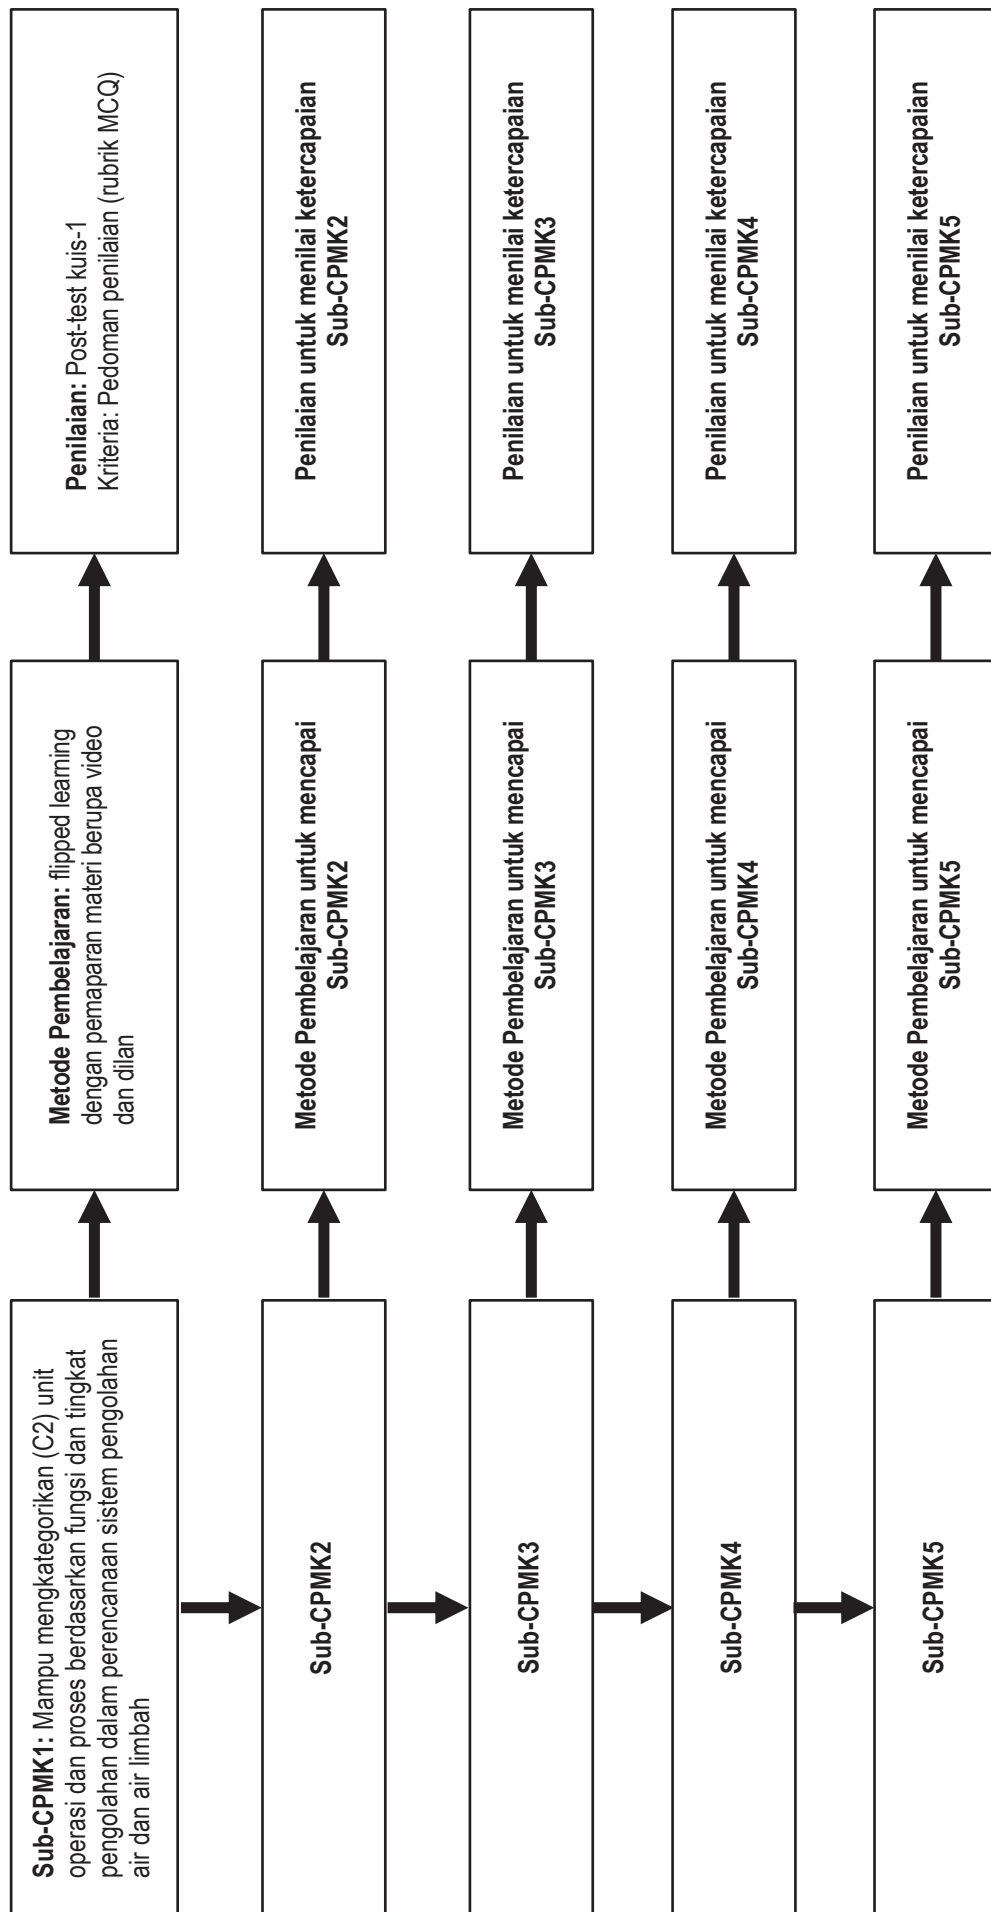 Sub-CPMK1: Mampu mengkategorikan (C2) unit
operasi dan proses berdasarkan fungsi dan tingkat
pengolahan dalam perencanaan sistem pengolahan
air dan air limbah
Metode Pembelajaran: flipped learning
dengan pemaparan materi berupa video
dan dilan
Penilaian: Post-test kuis-1
Kriteria: Pedoman penilaian (rubrik MCQ)
Sub-CPMK2
Metode Pembelajaran untuk mencapai
Sub-CPMK2
Penilaian untuk menilai ketercapaian
Sub-CPMK2
Sub-CPMK3
Metode Pembelajaran untuk mencapai
Sub-CPMK3
Penilaian untuk menilai ketercapaian
Sub-CPMK3
Sub-CPMK4
Metode Pembelajaran untuk mencapai
Sub-CPMK4
Penilaian untuk menilai ketercapaian
Sub-CPMK4
Sub-CPMK5
Metode Pembelajaran untuk mencapai
Sub-CPMK5
Penilaian untuk menilai ketercapaian
Sub-CPMK5